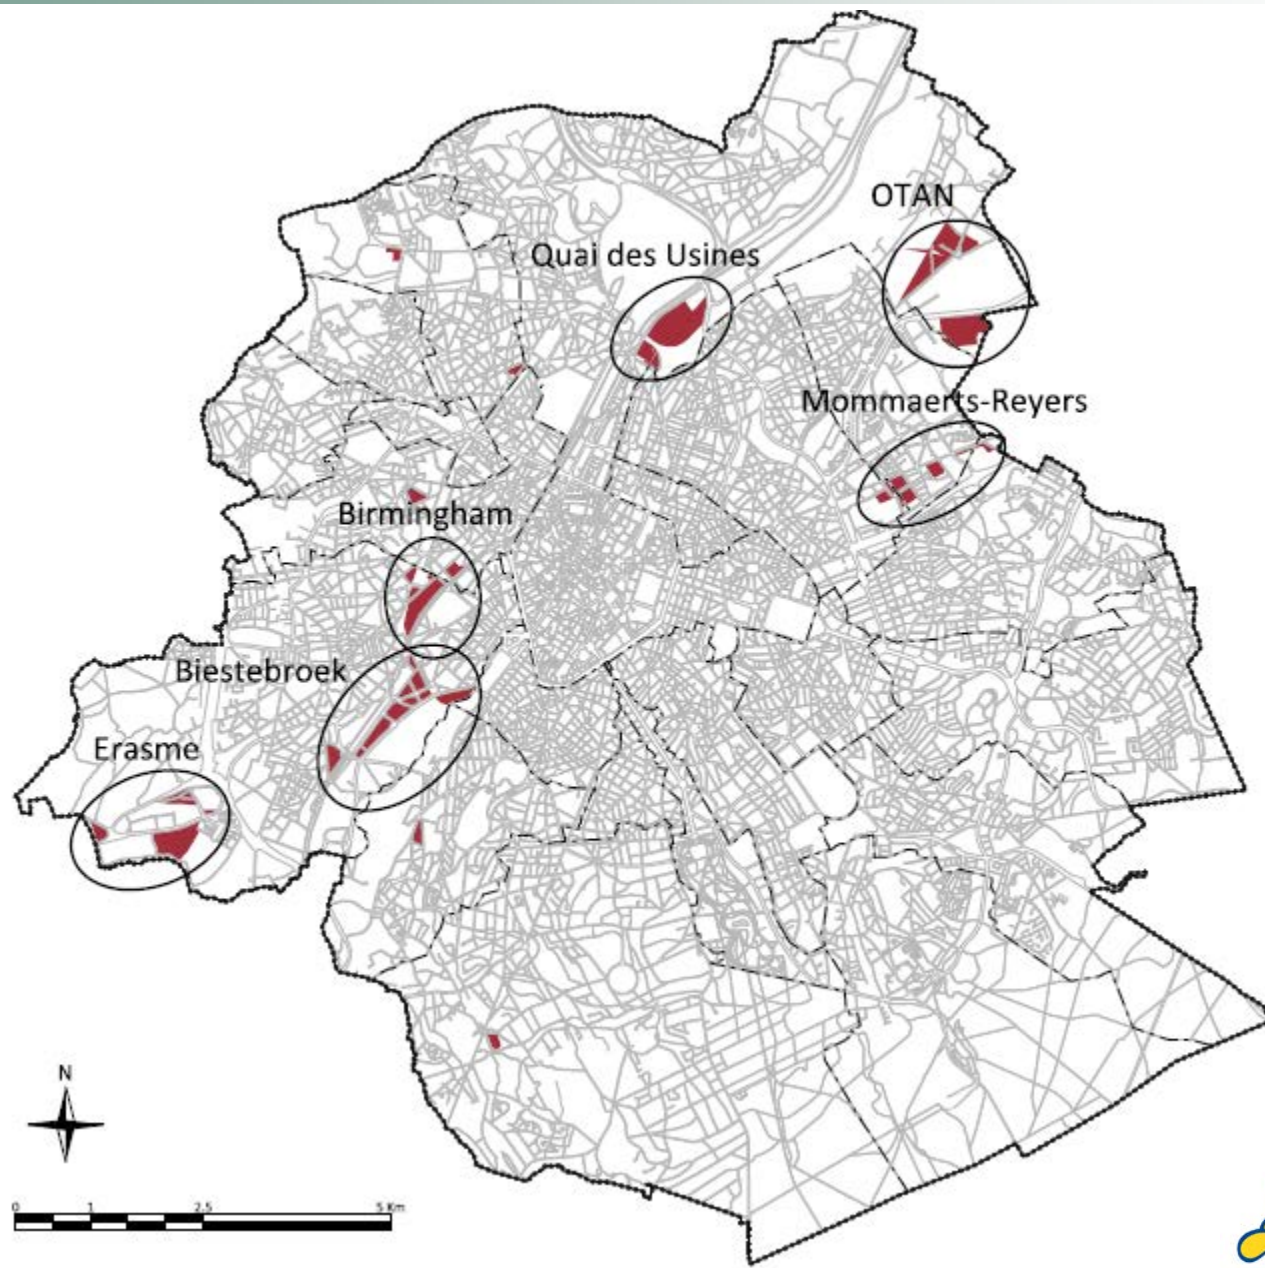 OTAN
Quai des Usines
Mommaerts-Reyers
Birmingham
Biestebroek
Erasme
N
0 1 2.5 5 Km